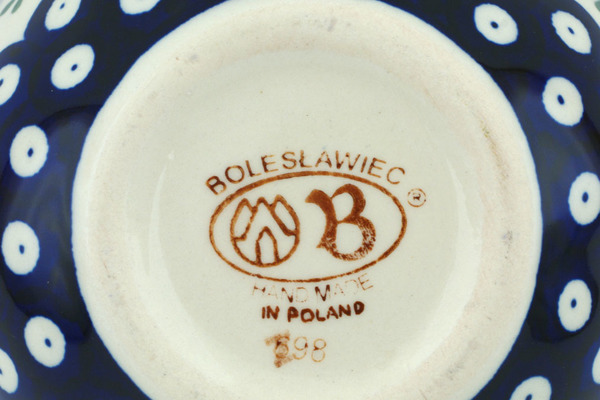 BOLESŁAWIEC ®
B
HAND MADE
IN POLAND